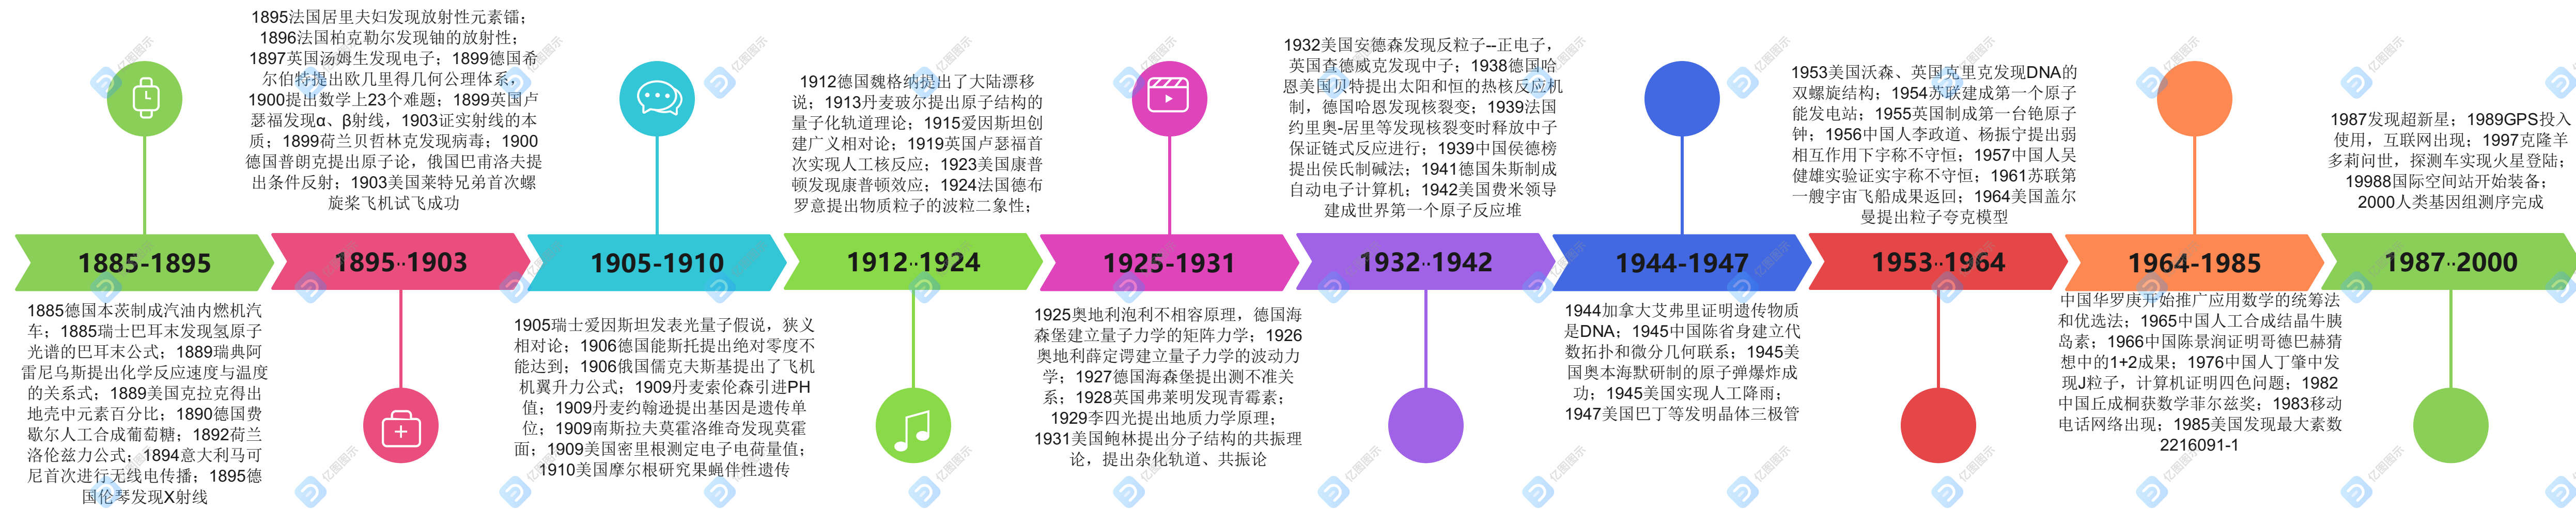 1895法国居里夫妇发现放射性元素镭；
1896法国柏克勒尔发现铀的放射性；
1897英国汤姆生发现电子；1899德国希
尔伯特提出欧几里得几何公理体系，
1900提出数学上23个难题；1899英国卢
瑟福发现α、β射线，1903证实射线的本
质；1899荷兰贝哲林克发现病毒；1900
德国普朗克提出原子论，俄国巴甫洛夫提
出条件反射；1903美国莱特兄弟首次螺
旋桨飞机试飞成功
1912德国魏格纳提出了大陆漂移
说；1913丹麦玻尔提出原子结构的
量子化轨道理论；1915爱因斯坦创
建广义相对论；1919英国卢瑟福首
次实现人工核反应；1923美国康普
顿发现康普顿效应；1924法国德布
罗意提出物质粒子的波粒二象性；
1932美国安德森发现反粒子--正电子，
英国查德威克发现中子；1938德国哈
恩美国贝特提出太阳和恒的热核反应机
制，德国哈恩发现核裂变；1939法国
约里奥-居里等发现核裂变时释放中子
保证链式反应进行；1939中国侯德榜
提出侯氏制碱法；1941德国朱斯制成
自动电子计算机；1942美国费米领导
建成世界第一个原子反应堆
1953美国沃森、英国克里克发现DNA的
双螺旋结构；1954苏联建成第一个原子
能发电站；1955英国制成第一台铯原子
钟；1956中国人李政道、杨振宁提出弱
相互作用下宇称不守恒；1957中国人吴
健雄实验证实宇称不守恒；1961苏联第
一艘宇宙飞船成果返回；1964美国盖尔
曼提出粒子夸克模型
1987发现超新星；1989GPS投入
使用，互联网出现；1997克隆羊
多莉问世，探测车实现火星登陆；
19988国际空间站开始装备；
2000人类基因组测序完成
1885-1895
1895··1903
1905-1910
1912··1924
1925-1931
1932··1942
1944-1947
1953··1964
1964-1985
1987··2000
1885德国本茨制成汽油内燃机汽
车；1885瑞士巴耳末发现氢原子
光谱的巴耳末公式；1889瑞典阿
雷尼乌斯提出化学反应速度与温度
的关系式；1889美国克拉克得出
地壳中元素百分比；1890德国费
歇尔人工合成葡萄糖；1892荷兰
洛伦兹力公式；1894意大利马可
尼首次进行无线电传播；1895德
国伦琴发现X射线
1905瑞士爱因斯坦发表光量子假说，狭义
相对论；1906德国能斯托提出绝对零度不
能达到；1906俄国儒克夫斯基提出了飞机
机翼升力公式；1909丹麦索伦森引进PH
值；1909丹麦约翰逊提出基因是遗传单
位；1909南斯拉夫莫霍洛维奇发现莫霍
面；1909美国密里根测定电子电荷量值；
1910美国摩尔根研究果蝇伴性遗传
1925奥地利泡利不相容原理，德国海
森堡建立量子力学的矩阵力学；1926
奥地利薛定谔建立量子力学的波动力
学；1927德国海森堡提出测不准关
系；1928英国弗莱明发现青霉素；
1929李四光提出地质力学原理；
1931美国鲍林提出分子结构的共振理
论，提出杂化轨道、共振论
1944加拿大艾弗里证明遗传物质
是DNA；1945中国陈省身建立代
数拓扑和微分几何联系；1945美
国奥本海默研制的原子弹爆炸成
功；1945美国实现人工降雨；
1947美国巴丁等发明晶体三极管
中国华罗庚开始推广应用数学的统筹法
和优选法；1965中国人工合成结晶牛胰
岛素；1966中国陈景润证明哥德巴赫猜
想中的1+2成果；1976中国人丁肇中发
现J粒子，计算机证明四色问题；1982
中国丘成桐获数学菲尔兹奖；1983移动
电话网络出现；1985美国发现最大素数
2216091-1
亿图图示